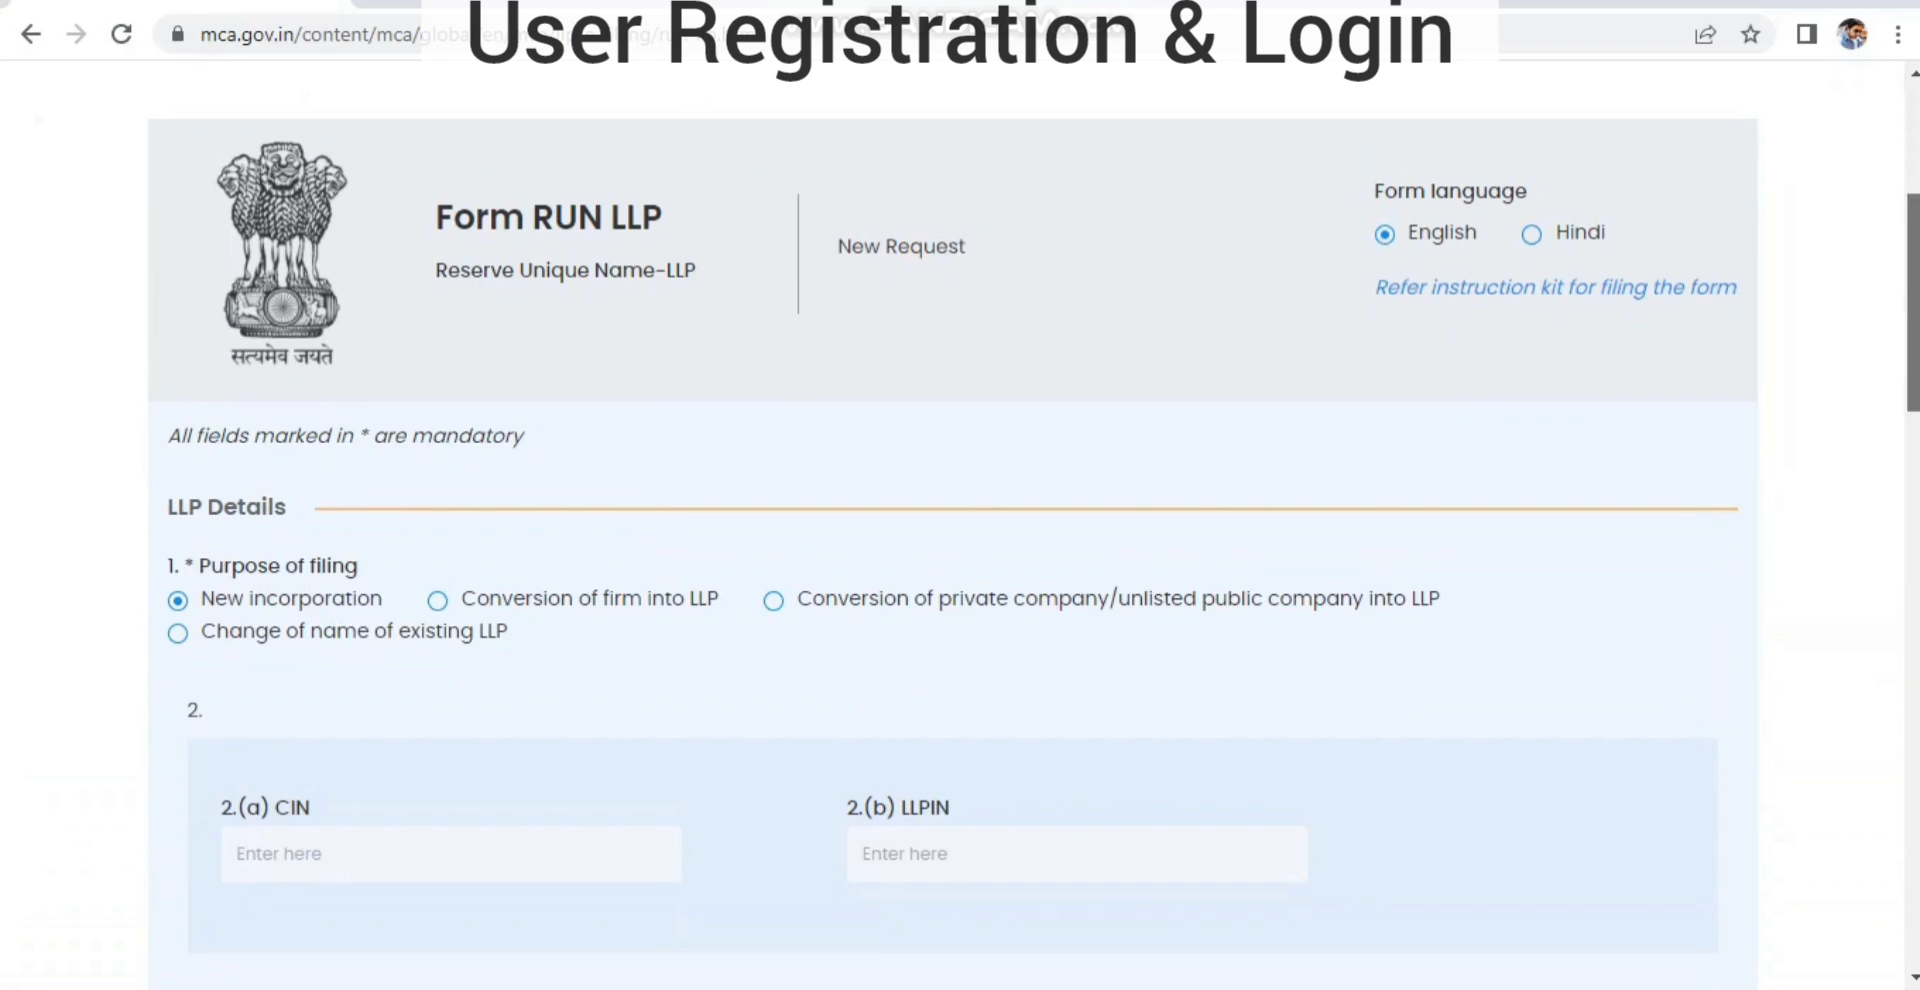 User Registration & Login
mca.gov.in/content/mca/global
Form language
Form RUN LLP
English
Hindi
New Request
Reserve Unique Name-LLP
Refer instruction kit for filing the form
सत्यमेव जयते
All fields marked in * are mandatory
LLP Details
1. * Purpose of filing
New incorporation
Conversion of firm into LLP
Conversion of private company/unlisted public company into LLP
Change of name of existing LLP
2.
2.(a) CIN
2.(b) LLPIN
Enter here
Enter here